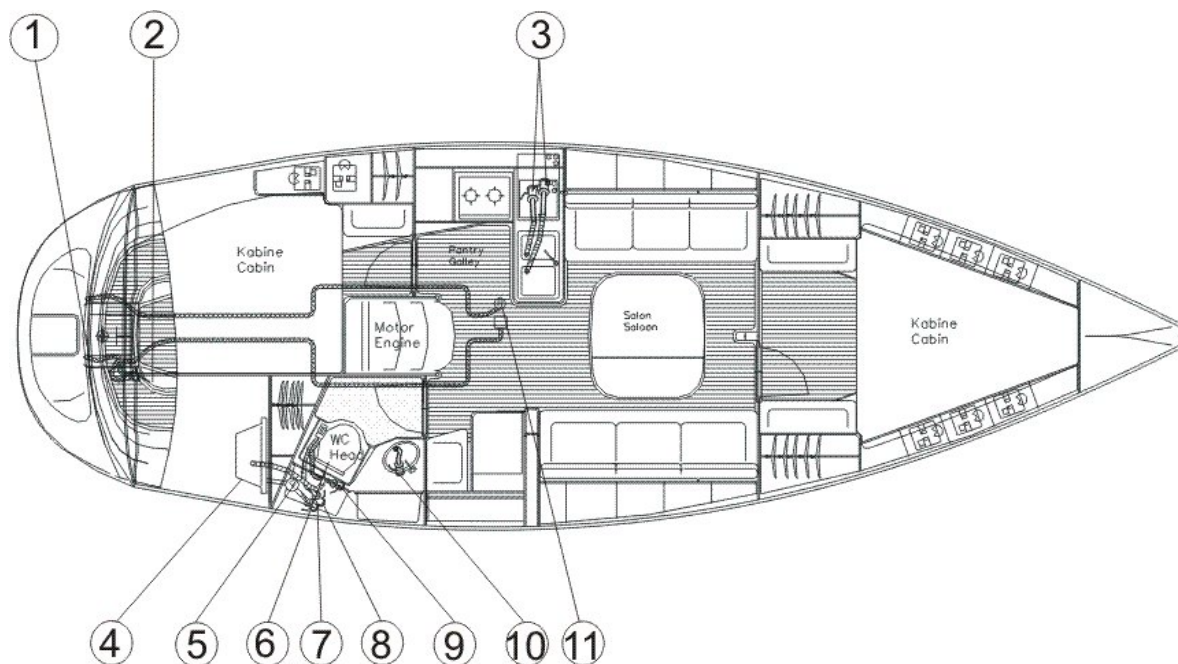 1
2
3
Kabine
Cabin
Pantry
Galley
Motor
Engine
Salon
Saloon
Kabine
Cabin
WC
Head
4
5
6
7
8
9
10
11